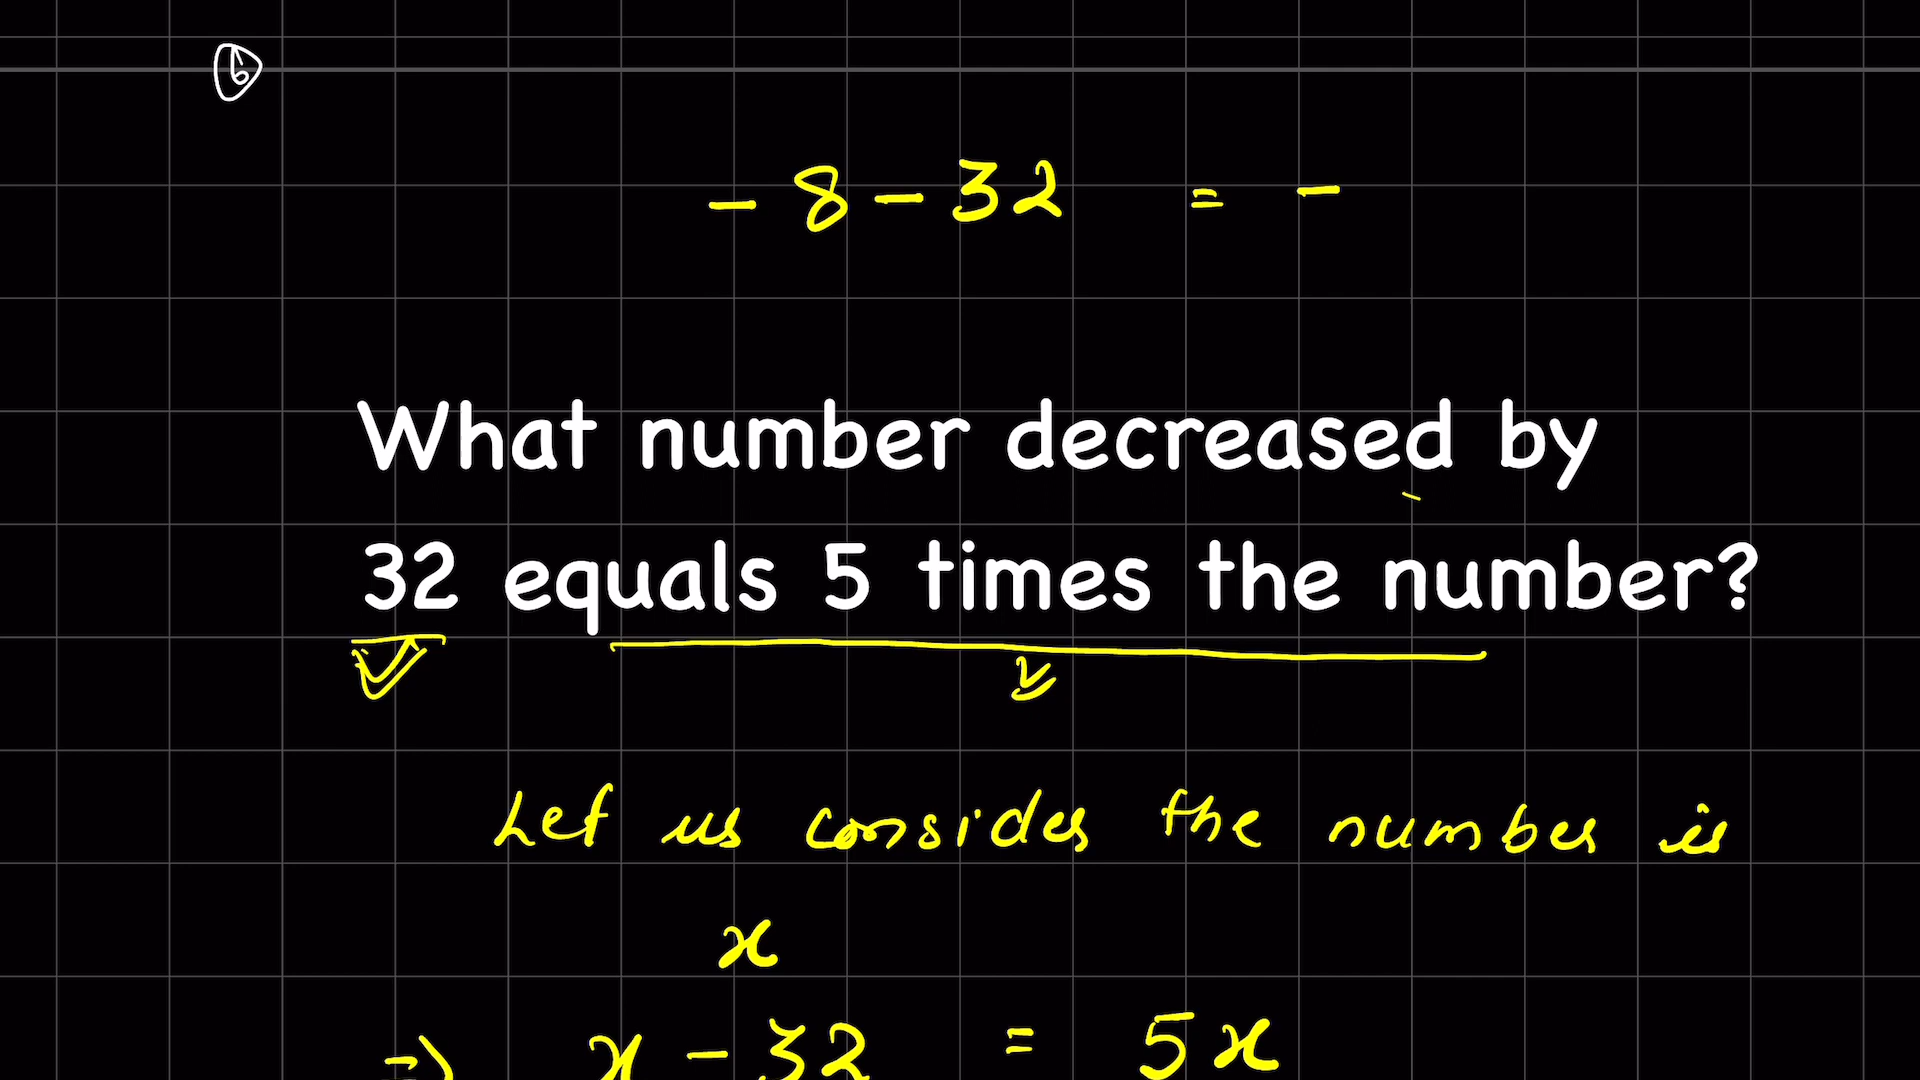 6
- 8 - 32 = -
What number decreased by
32 equals 5 times the number?
Let us consider the number is
x
=> x - 32 = 5x